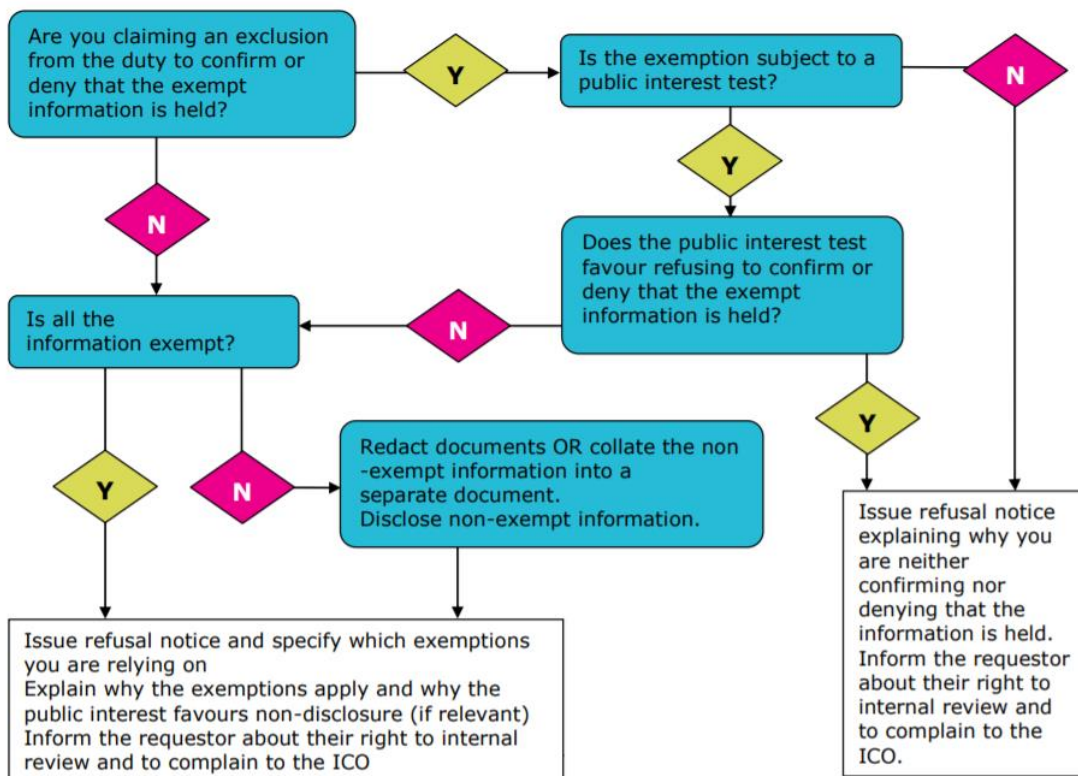 Are you claiming an exclusion
from the duty to confirm or
deny that the exempt
information is held?
Y
Is the exemption subject to a
public interest test?
N
Y
N
Does the public interest test
favour refusing to confirm or
deny that the exempt
information is held?
N
Is all the
information exempt?
Y
Y
N
Redact documents OR collate the non
-exempt information into a
separate document.
Disclose non-exempt information.
Issue refusal notice
explaining why you
are neither
confirming nor
denying that the
information is held.
Inform the requestor
about their right to
internal review and
to complain to the
ICO.
Issue refusal notice and specify which exemptions
you are relying on
Explain why the exemptions apply and why the
public interest favours non-disclosure (if relevant)
Inform the requestor about their right to internal
review and to complain to the ICO